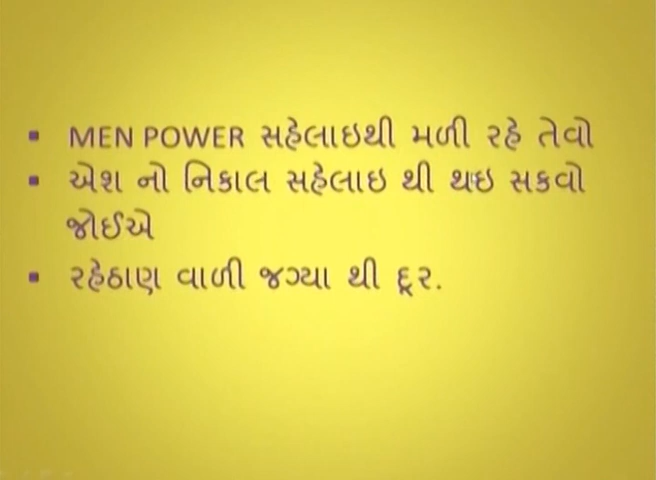 ▪ MEN POWER સહેલાઇથી મળી રહે તેવો
▪ એશ નો નિકાલ સહેલાઇ થી થઇ સકવો
જોઈએ
▪ રહેઠાણ વાળી જગ્યા થી દૂર.